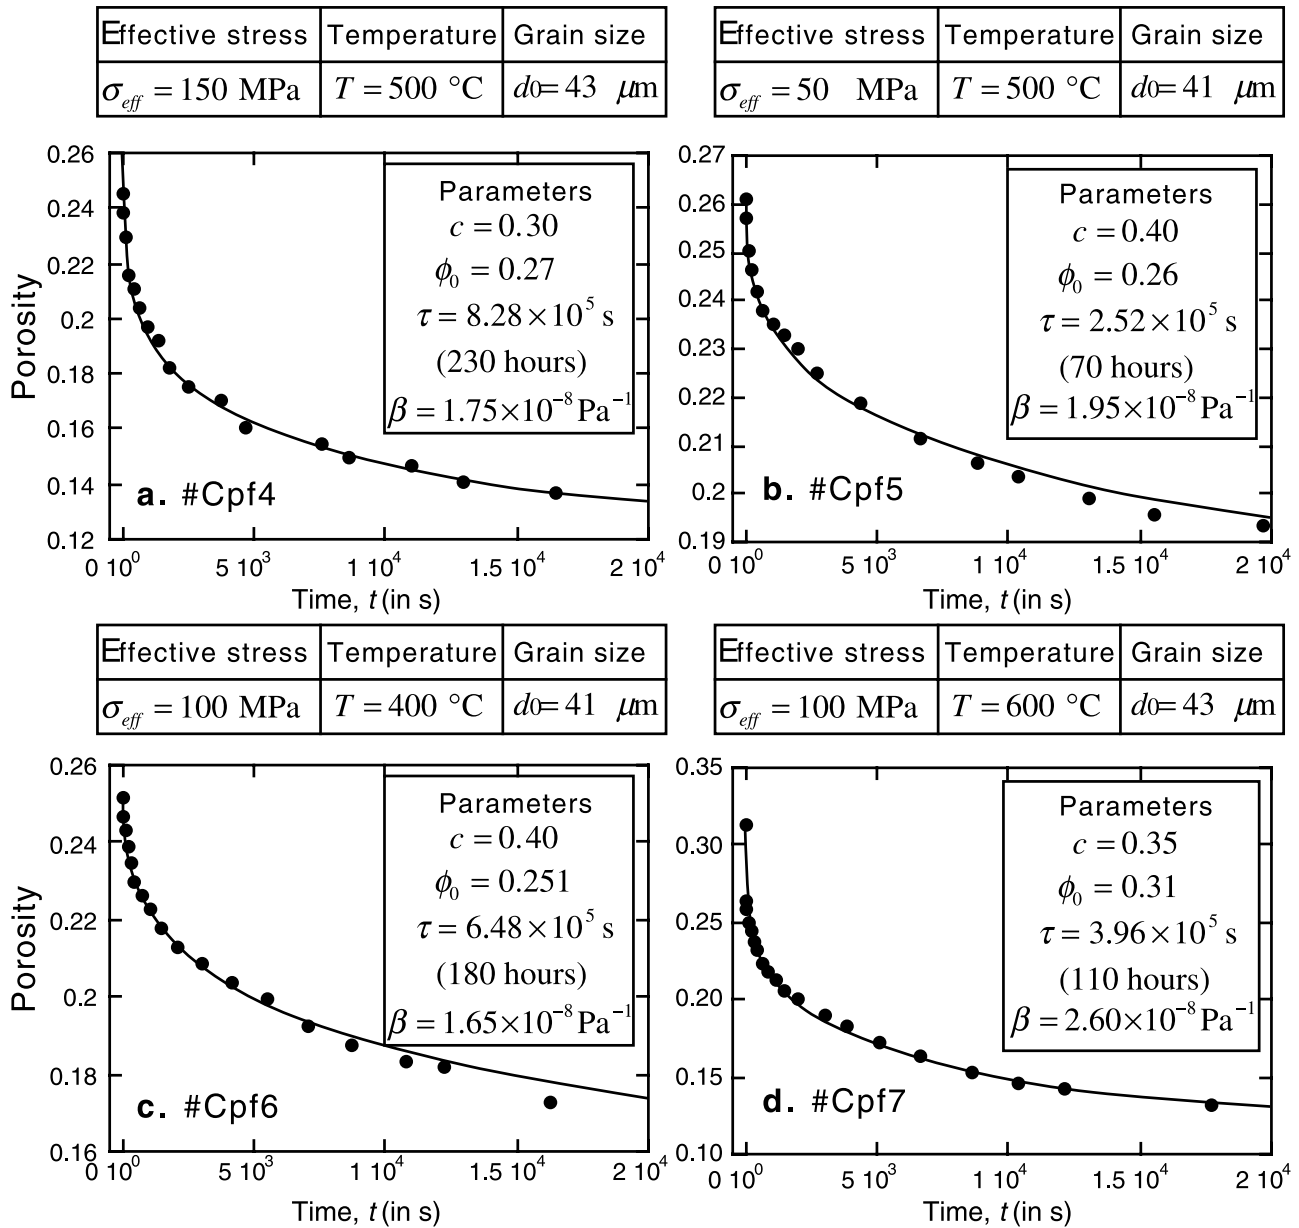 Effective stress Temperature Grain size
σeff = 150 MPa T = 500 °C d0= 43 μm
0.26
0.24
0.22
0.2
0.18
0.16
0.14
0.12
Porosity
Parameters
c = 0.30
ϕ0 = 0.27
τ = 8.28×10^5 s
(230 hours)
β = 1.75×10^−8 Pa^−1
a. #Cpf4
0 10^0 5 10^3 1 10^4 1.5 10^4 2 10^4
Time, t (in s)
Effective stress Temperature Grain size
σeff = 50 MPa T = 500 °C d0= 41 μm
0.27
0.26
0.25
0.24
0.23
0.22
0.21
0.2
0.19
Parameters
c = 0.40
ϕ0 = 0.26
τ = 2.52×10^5 s
(70 hours)
β = 1.95×10^−8 Pa^−1
b. #Cpf5
0 10^0 5 10^3 1 10^4 1.5 10^4 2 10^4
Time, t (in s)
Effective stress Temperature Grain size
σeff = 100 MPa T = 400 °C d0= 41 μm
0.26
0.24
0.22
0.2
0.18
0.16
Porosity
Parameters
c = 0.40
ϕ0 = 0.251
τ = 6.48×10^5 s
(180 hours)
β = 1.65×10^−8 Pa^−1
c. #Cpf6
0 10^0 5 10^3 1 10^4 1.5 10^4 2 10^4
Time, t (in s)
Effective stress Temperature Grain size
σeff = 100 MPa T = 600 °C d0= 43 μm
0.35
0.30
0.25
0.20
0.15
0.10
Parameters
c = 0.35
ϕ0 = 0.31
τ = 3.96×10^5 s
(110 hours)
β = 2.60×10^−8 Pa^−1
d. #Cpf7
0 10^0 5 10^3 1 10^4 1.5 10^4 2 10^4
Time, t (in s)